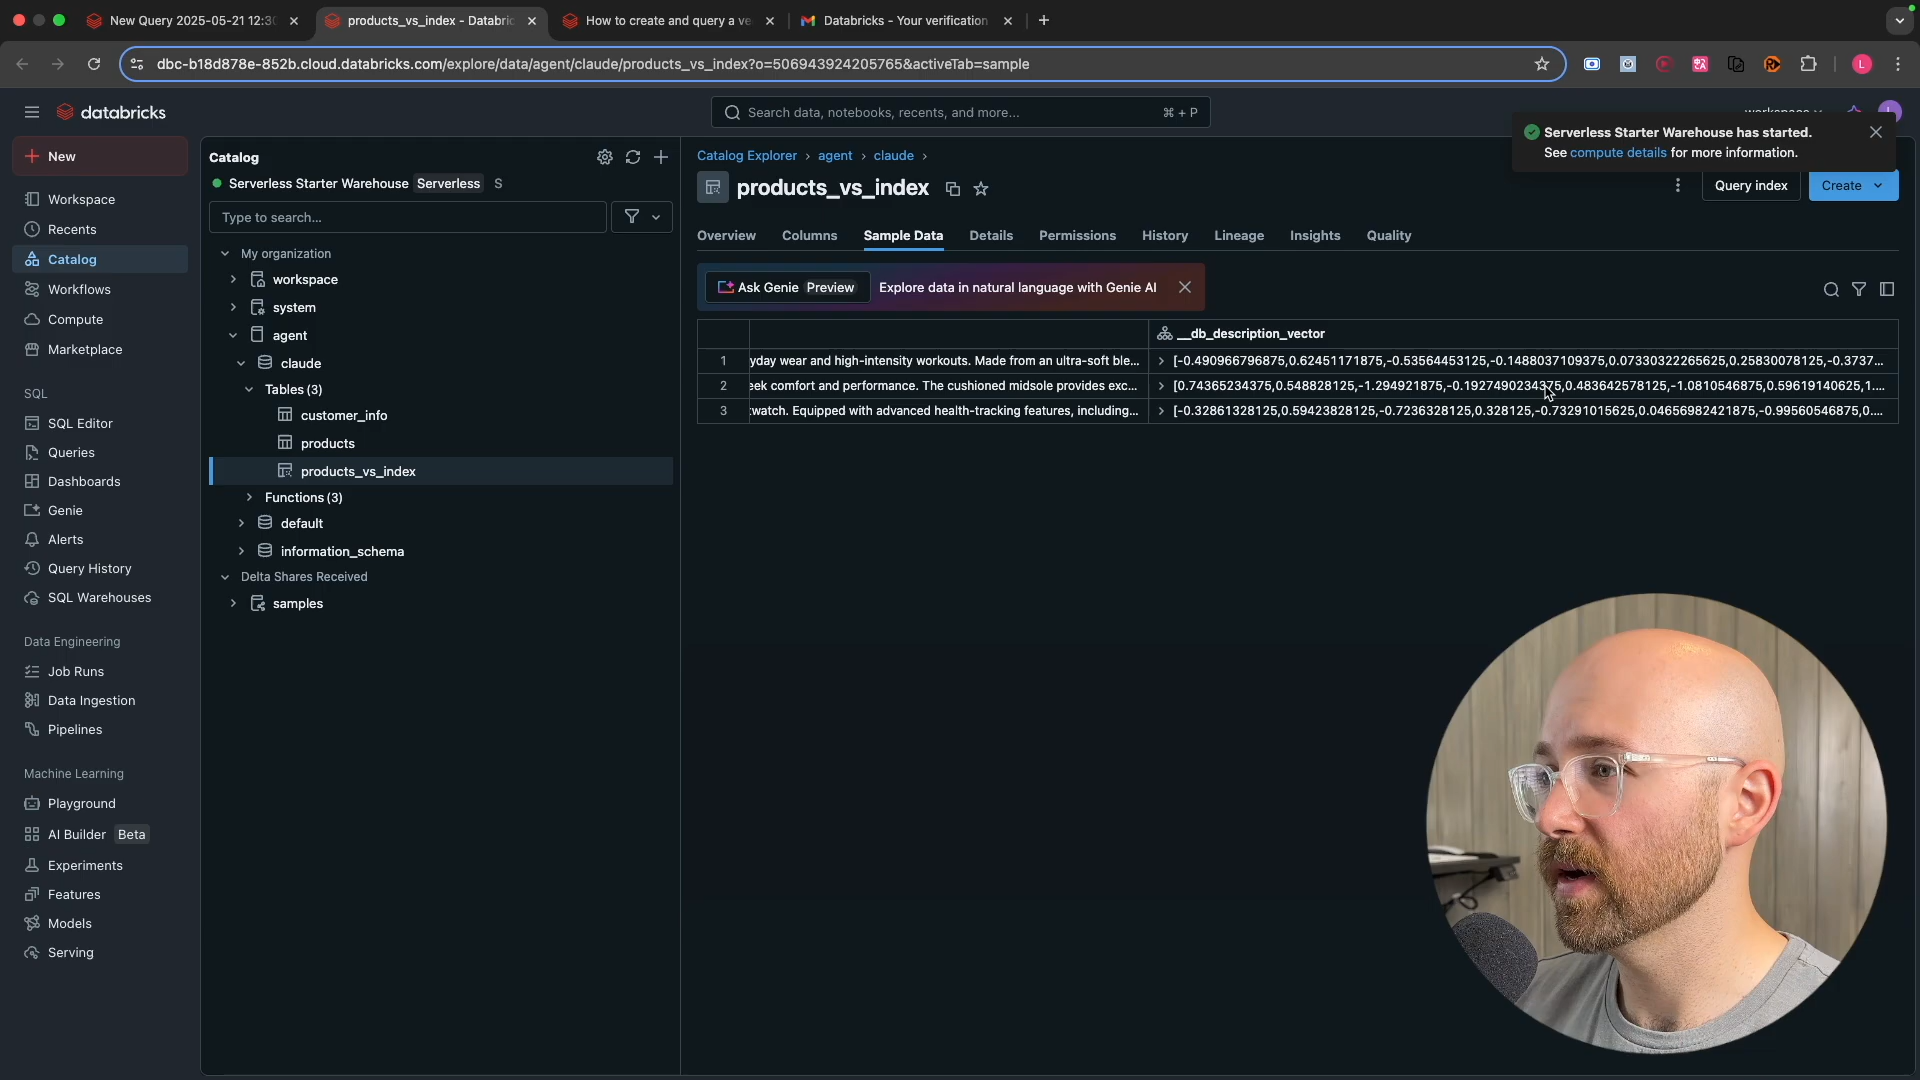 New Query 2025-05-21 12:30
products_vs_index - Databric
How to create and query a ve
Databricks - Your verification
dbc-b18d878e-852b.cloud.databricks.com/explore/data/agent/claude/products_vs_index?o=506943924205765&activeTab=sample
L
databricks
Search data, notebooks, recents, and more...
⌘ + P
Serverless Starter Warehouse has started.
See compute details for more information.
New
Workspace
Recents
Catalog
Workflows
Compute
Marketplace
SQL
SQL Editor
Queries
Dashboards
Genie
Alerts
Query History
SQL Warehouses
Data Engineering
Job Runs
Data Ingestion
Pipelines
Machine Learning
Playground
AI Builder Beta
Experiments
Features
Models
Serving
Catalog
Serverless Starter Warehouse Serverless S
Type to search...
My organization
workspace
system
agent
claude
Tables (3)
customer_info
products
products_vs_index
Functions (3)
default
information_schema
Delta Shares Received
samples
Catalog Explorer › agent › claude ›
products_vs_index
Query index
Create
Overview Columns Sample Data Details Permissions History Lineage Insights Quality
Ask Genie Preview Explore data in natural language with Genie AI
__db_description_vector
1 yday wear and high-intensity workouts. Made from an ultra-soft ble... [-0.490966796875,0.62451171875,-0.53564453125,-0.1488037109375,0.07330322265625,0.25830078125,-0.3737...
2 eek comfort and performance. The cushioned midsole provides exc... [0.74365234375,0.548828125,-1.294921875,-0.1927490234375,0.483642578125,-1.0810546875,0.59619140625,1....
3 watch. Equipped with advanced health-tracking features, including... [-0.32861328125,0.59423828125,-0.7236328125,0.328125,-0.73291015625,0.04656982421875,-0.99560546875,0....